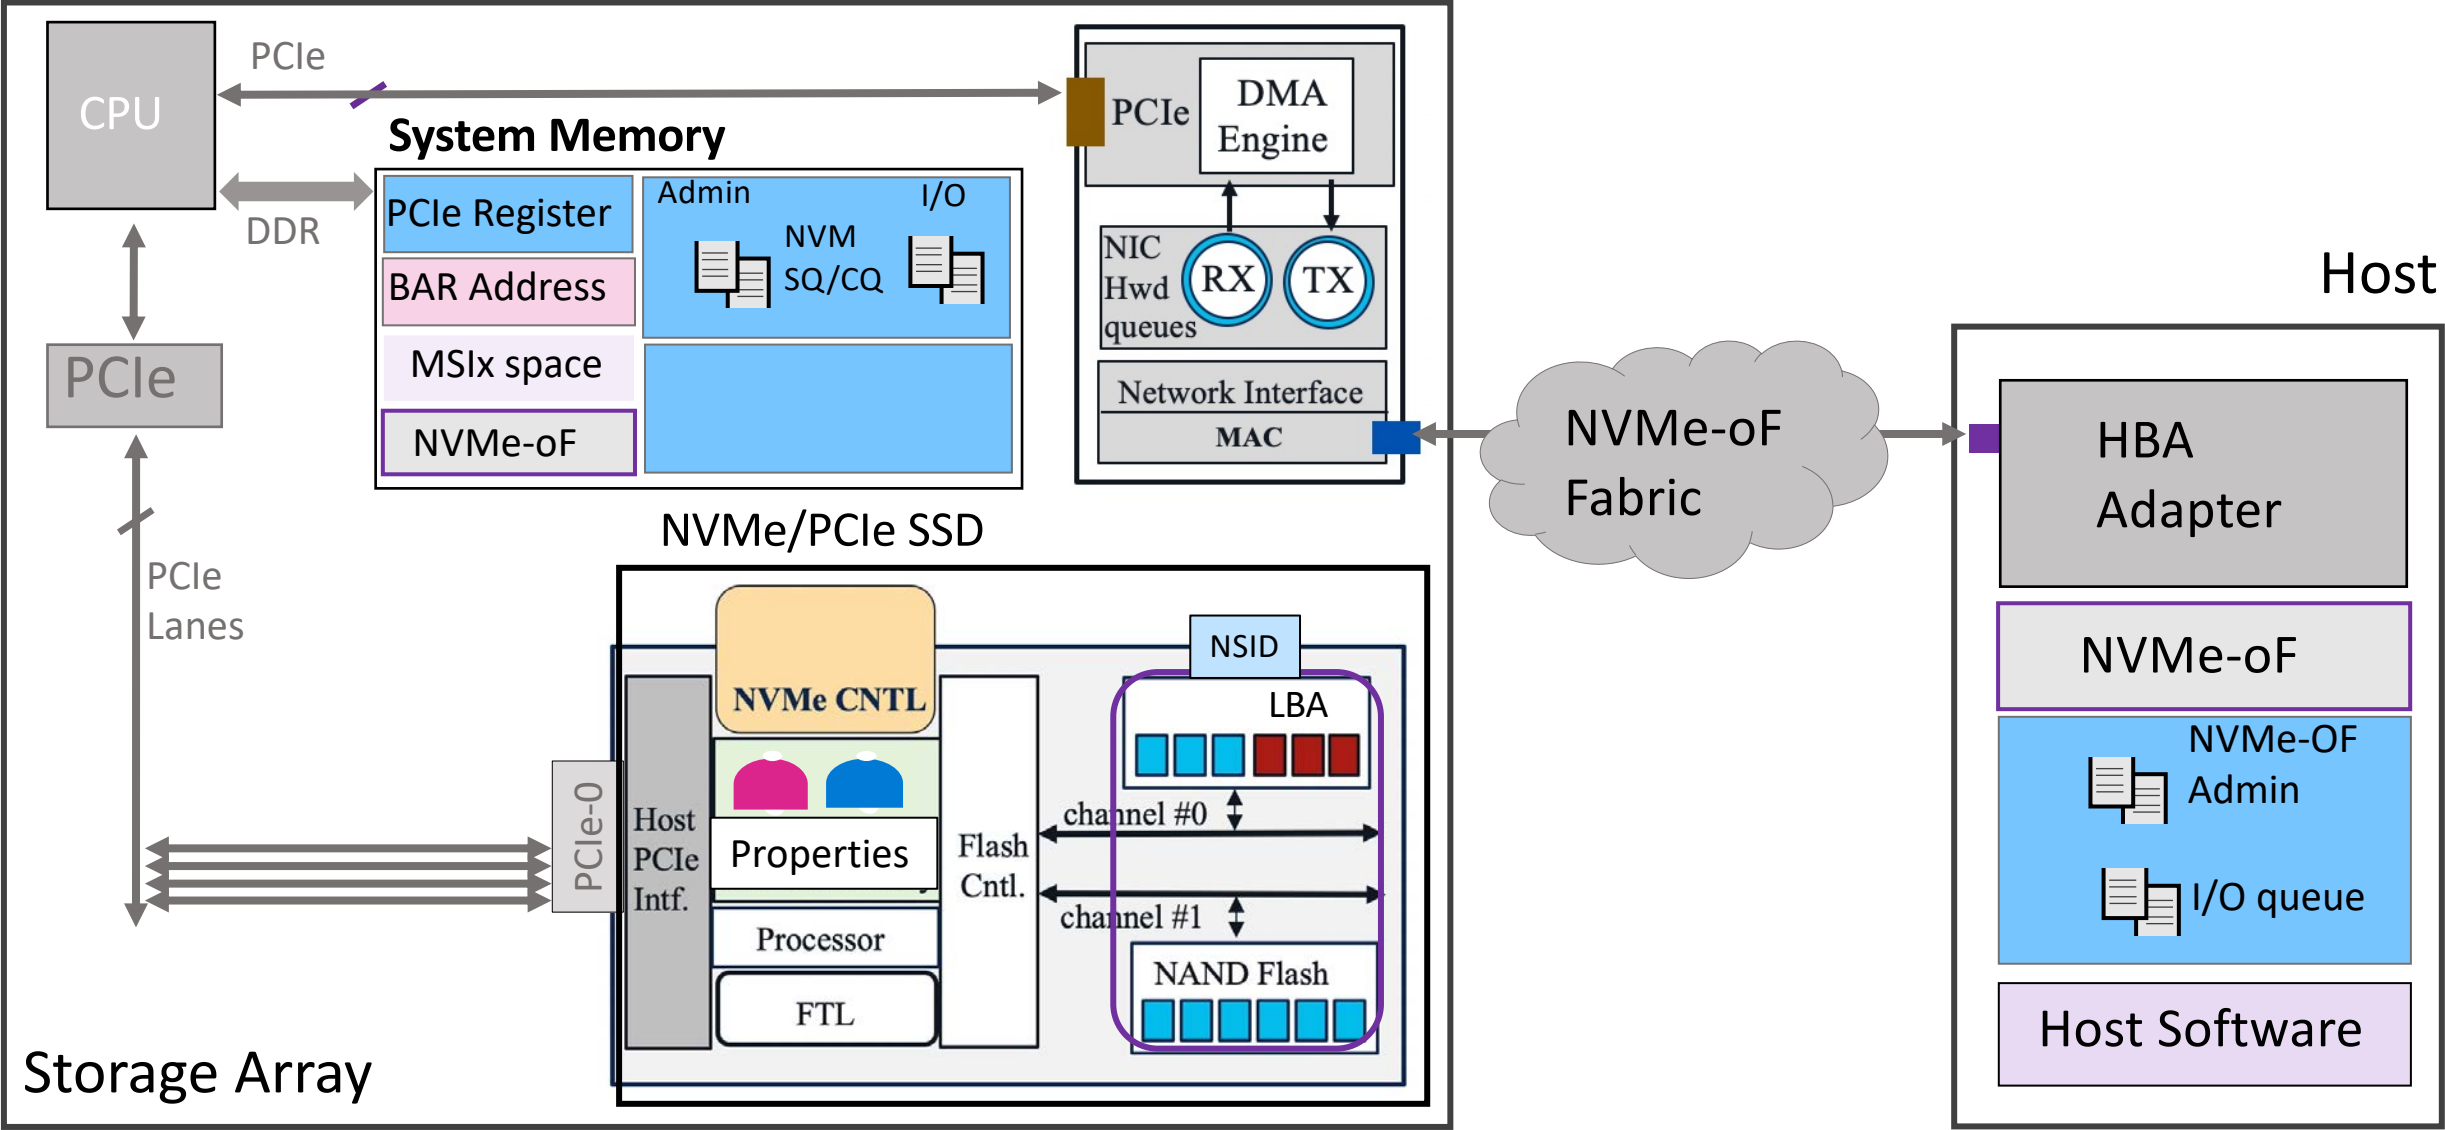 CPU
PCIe
DDR
System Memory
PCIe Register
BAR Address
MSIx space
NVMe-oF
Admin
I/O
NVM
SQ/CQ
PCIe
DMA
Engine
NIC
Hwd
queues
RX
TX
Network Interface
MAC
NVMe-oF
Fabric
Host
HBA
Adapter
NVMe-oF
NVMe-OF
Admin
I/O queue
Host Software
PCIe
PCIe
Lanes
NVMe/PCIe SSD
NVMe CNTL
NSID
LBA
PCIe-0
Host
PCIe
Intf.
Properties
Processor
FTL
Flash
Cntl.
channel #0
channel #1
NAND Flash
Storage Array